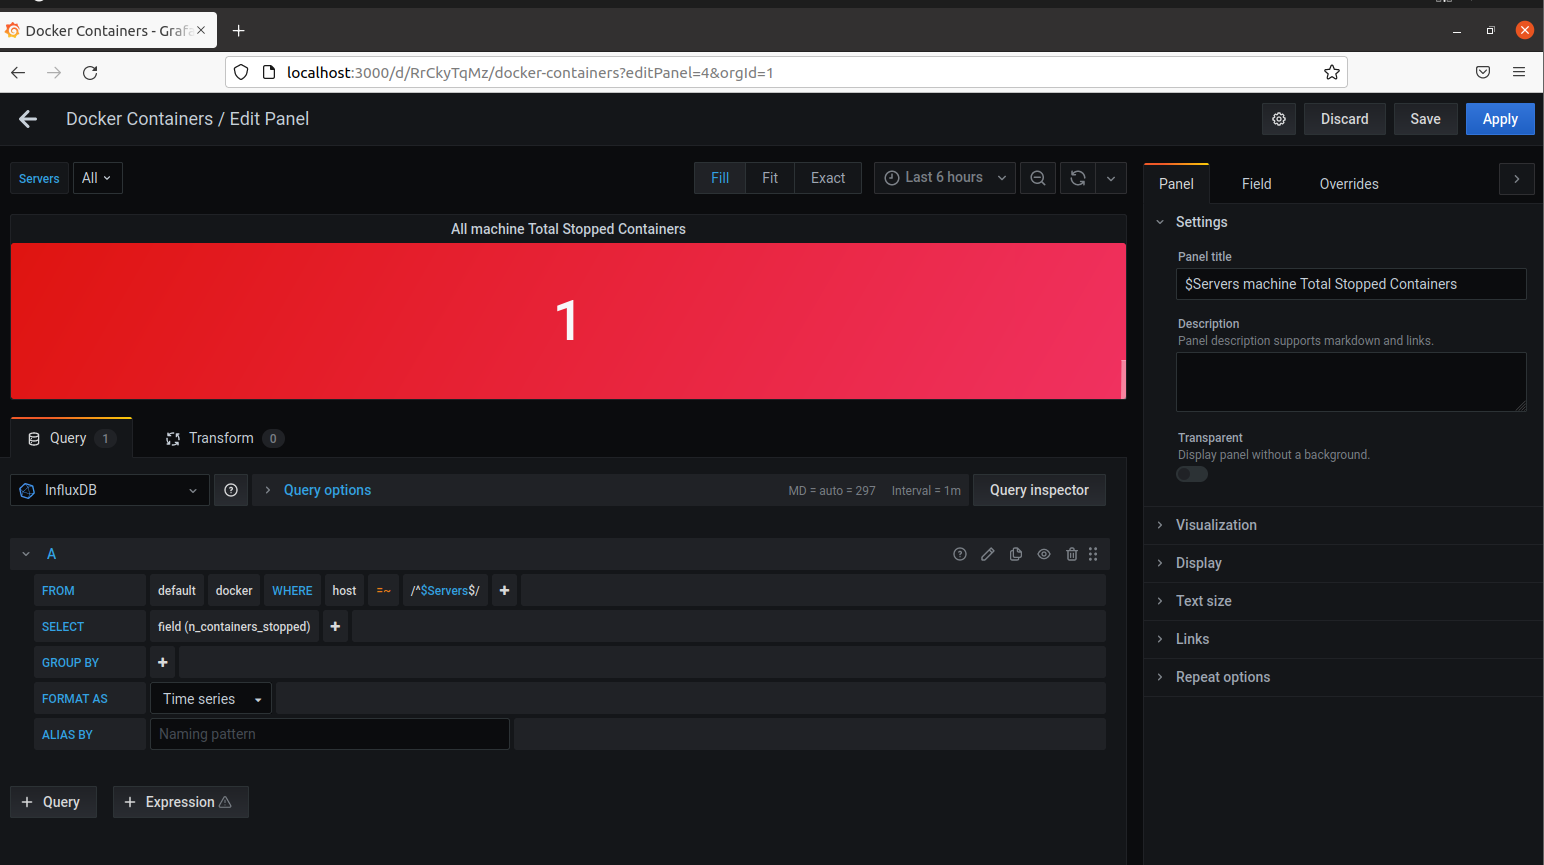 Docker Containers - Grafa
localhost:3000/d/RrCkyTqMz/docker-containers?editPanel=4&orgId=1
Docker Containers / Edit Panel
Discard
Save
Apply
Servers
All
Fill
Fit
Exact
Last 6 hours
All machine Total Stopped Containers
1
Query 1
Transform 0
InfluxDB
Query options
MD = auto = 297
Interval = 1m
Query inspector
A
FROM default docker WHERE host =~ /^$Servers$/ +
SELECT field (n_containers_stopped) +
GROUP BY +
FORMAT AS Time series
ALIAS BY Naming pattern
+ Query
+ Expression
Panel
Field
Overrides
Settings
Panel title
$Servers machine Total Stopped Containers
Description
Panel description supports markdown and links.
Transparent
Display panel without a background.
Visualization
Display
Text size
Links
Repeat options